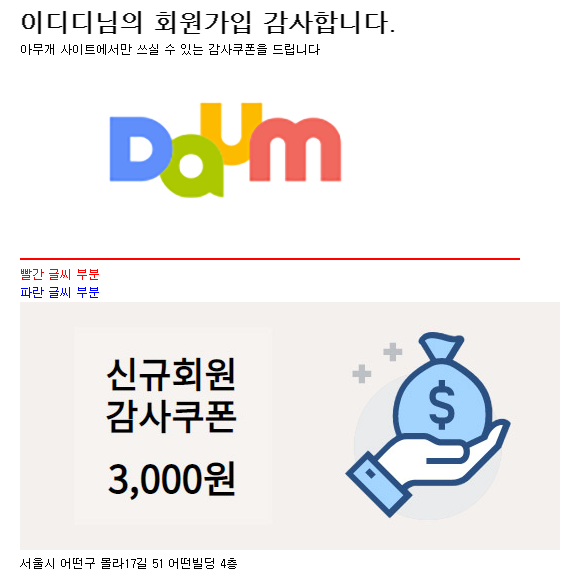 이디디님의 회원가입 감사합니다.
아무개 사이트에서만 쓰실 수 있는 감사쿠폰을 드립니다
Daum
빨간 글씨 부분
파란 글씨 부분
신규회원
감사쿠폰
3,000원
$
서울시 어떤구 몰라17길 51 어떤빌딩 4층